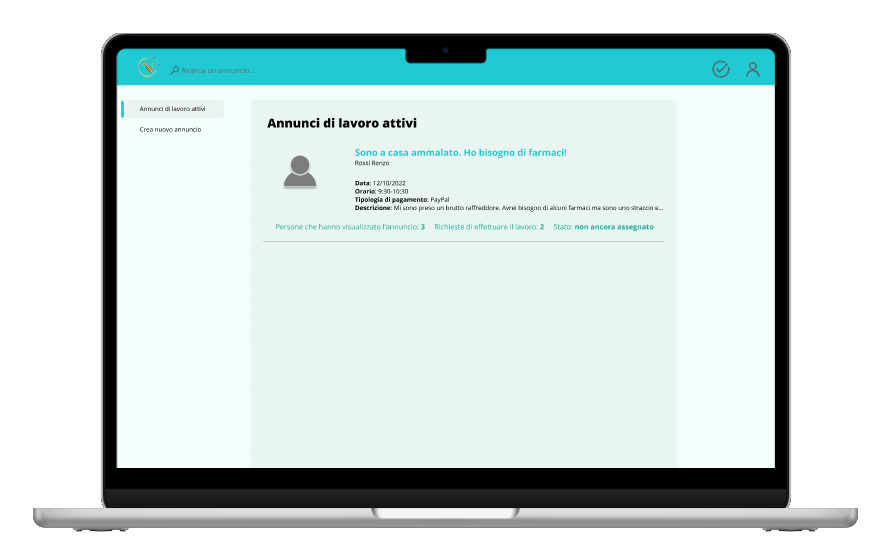 Ricerca un annuncio ...
Annunci di lavoro attivi
Crea nuovo annuncio
Annunci di lavoro attivi
Sono a casa ammalato. Ho bisogno di farmaci!
Rossi Renzo
Data: 12/10/2022
Orario: 9:30-10:30
Tipologia di pagamento: PayPal
Descrizione: Mi sono preso un brutto raffreddore. Avrei bisogno di alcuni farmaci ma sono uno straccio e...
Persone che hanno visualizzato l'annuncio: 3 Richieste di effettuare il lavoro: 2 Stato: non ancora assegnato